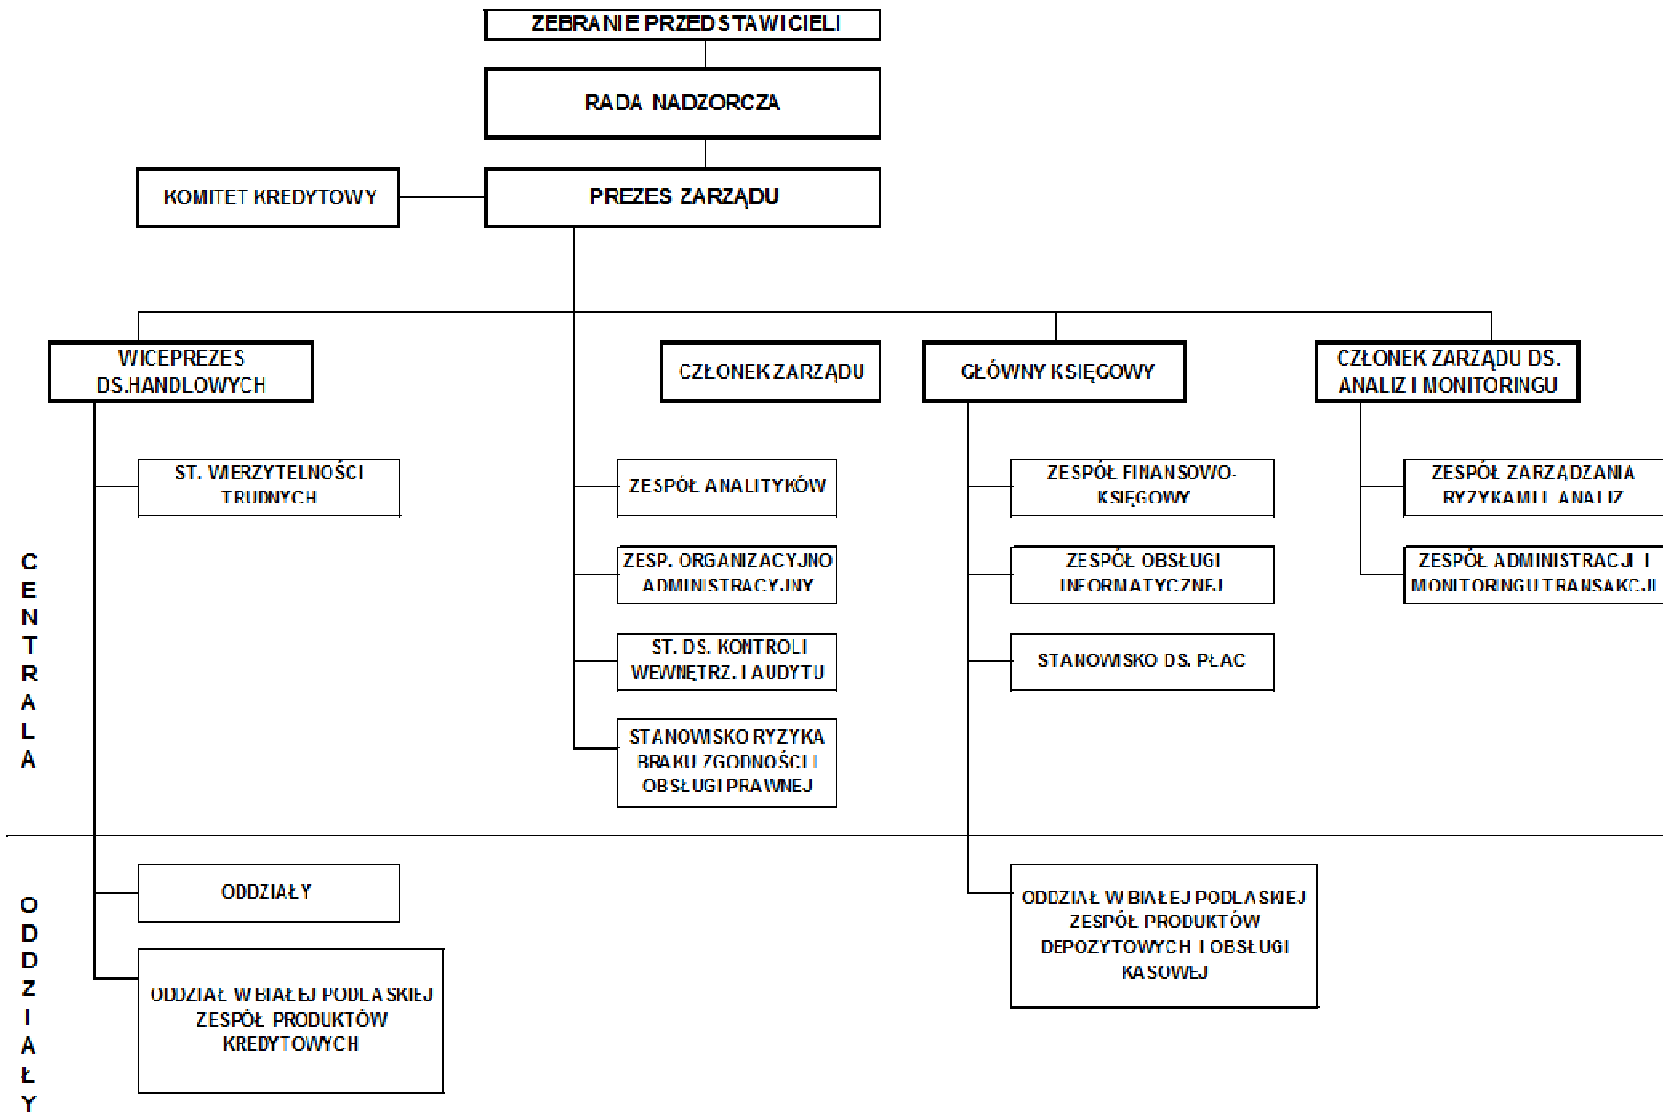 ZEBRANIE PRZEDSTAWICIELI
RADA NADZORCZA
KOMITET KREDYTOWY
PREZES ZARZĄDU
WICEPREZES
DS.HANDLOWYCH
CZŁONEK ZARZĄDU
GŁÓWNY KSIĘGOWY
CZŁONEK ZARZĄDU DS.
ANALIZ I MONITORINGU
ST. WIERZYTELNOŚCI
TRUDNYCH
ZESPÓŁ ANALITYKÓW
ZESPÓŁ FINANSOWO-
KSIĘGOWY
ZESPÓŁ ZARZĄDZANIA
RYZYKAMI I ANALIZ
CENTRALA
ZESP. ORGANIZACYJNO
ADMINISTRACYJNY
ZESPÓŁ OBSŁUGI
INFORMATYCZNEJ
ZESPÓŁ ADMINISTRACJI I
MONITORINGU TRANSAKCJI
ST. DS. KONTROLI
WEWNĘTRZ. I AUDYTU
STANOWISKO DS. PŁAC
STANOWISKO RYZYKA
BRAKU ZGODNOŚCI I
OBSŁUGI PRAWNEJ
ODDZIAŁY
ODDZIAŁY
ODDZIAŁ W BIAŁEJ PODLASKIEJ
ZESPÓŁ PRODUKTÓW
DEPOZYTOWYCH I OBSŁUGI
KASOWEJ
ODDZIAŁ W BIAŁEJ PODLASKIEJ
ZESPÓŁ PRODUKTÓW
KREDYTOWYCH